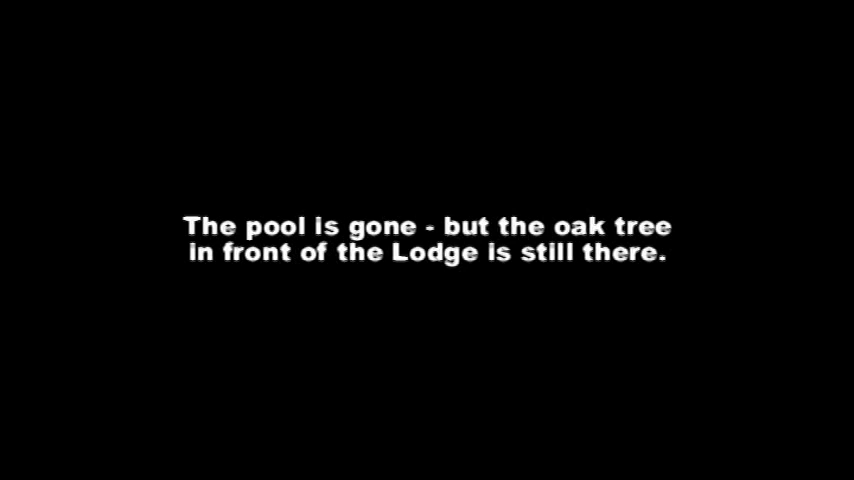 The pool is gone - but the oak tree
in front of the Lodge is still there.